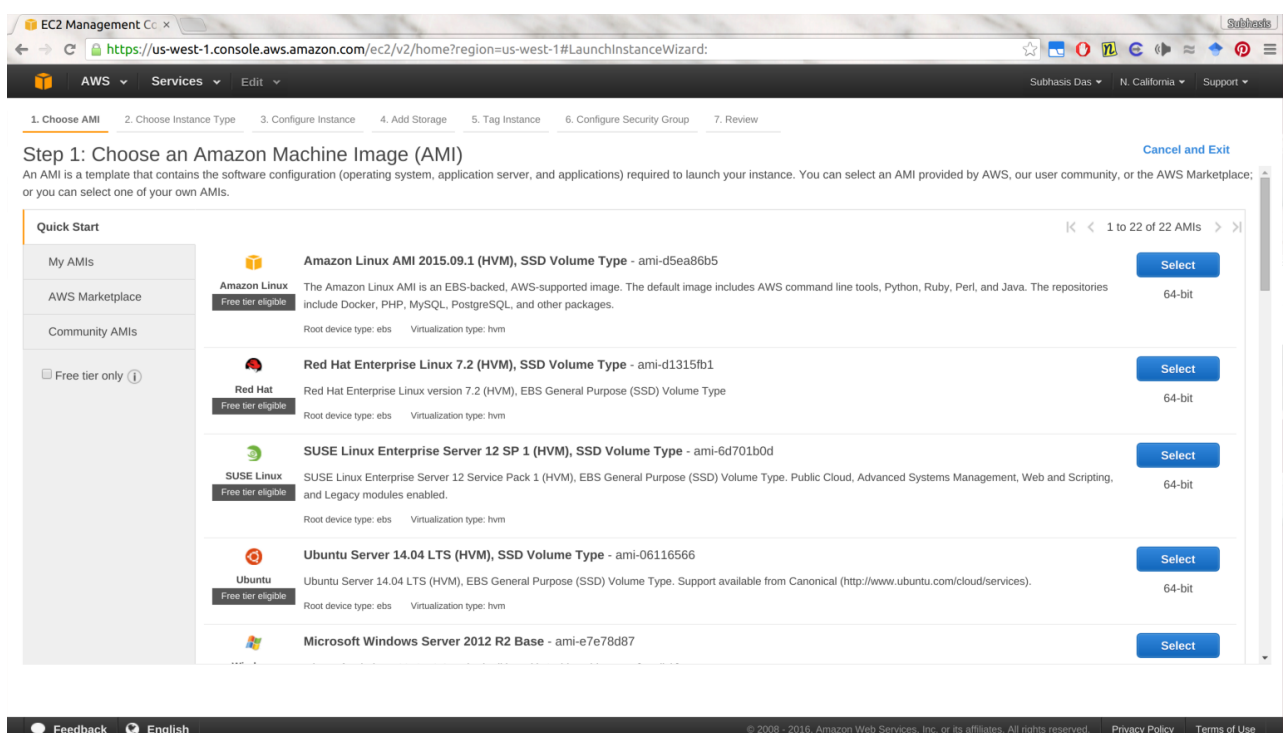 EC2 Management Co ×
Subhasis
https://us-west-1.console.aws.amazon.com/ec2/v2/home?region=us-west-1#LaunchInstanceWizard:
AWS Services Edit Subhasis Das N. California Support
1. Choose AMI 2. Choose Instance Type 3. Configure Instance 4. Add Storage 5. Tag Instance 6. Configure Security Group 7. Review
Step 1: Choose an Amazon Machine Image (AMI)
Cancel and Exit
An AMI is a template that contains the software configuration (operating system, application server, and applications) required to launch your instance. You can select an AMI provided by AWS, our user community, or the AWS Marketplace;
or you can select one of your own AMIs.
Quick Start
1 to 22 of 22 AMIs
My AMIs
AWS Marketplace
Community AMIs
Free tier only
Amazon Linux
Free tier eligible
Amazon Linux AMI 2015.09.1 (HVM), SSD Volume Type - ami-d5ea86b5
The Amazon Linux AMI is an EBS-backed, AWS-supported image. The default image includes AWS command line tools, Python, Ruby, Perl, and Java. The repositories
include Docker, PHP, MySQL, PostgreSQL, and other packages.
Root device type: ebs Virtualization type: hvm
Select
64-bit
Red Hat
Free tier eligible
Red Hat Enterprise Linux 7.2 (HVM), SSD Volume Type - ami-d1315fb1
Red Hat Enterprise Linux version 7.2 (HVM), EBS General Purpose (SSD) Volume Type
Root device type: ebs Virtualization type: hvm
Select
64-bit
SUSE Linux
Free tier eligible
SUSE Linux Enterprise Server 12 SP 1 (HVM), SSD Volume Type - ami-6d701b0d
SUSE Linux Enterprise Server 12 Service Pack 1 (HVM), EBS General Purpose (SSD) Volume Type. Public Cloud, Advanced Systems Management, Web and Scripting,
and Legacy modules enabled.
Root device type: ebs Virtualization type: hvm
Select
64-bit
Ubuntu
Free tier eligible
Ubuntu Server 14.04 LTS (HVM), SSD Volume Type - ami-06116566
Ubuntu Server 14.04 LTS (HVM), EBS General Purpose (SSD) Volume Type. Support available from Canonical (http://www.ubuntu.com/cloud/services).
Root device type: ebs Virtualization type: hvm
Select
64-bit
Microsoft Windows Server 2012 R2 Base - ami-e7e78d87
Select
Feedback English
© 2008 - 2016, Amazon Web Services, Inc. or its affiliates. All rights reserved. Privacy Policy Terms of Use